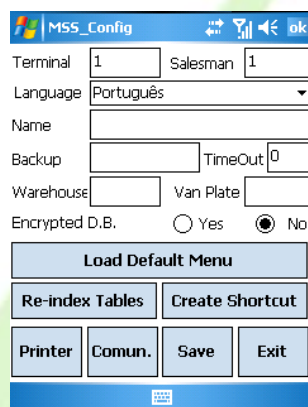 MSS_Config ok
Terminal 1 Salesman 1
Language Português
Name
Backup TimeOut 0
Warehouse Van Plate
Encrypted D.B. Yes No
Load Default Menu
Re-index Tables Create Shortcut
Printer Comun. Save Exit